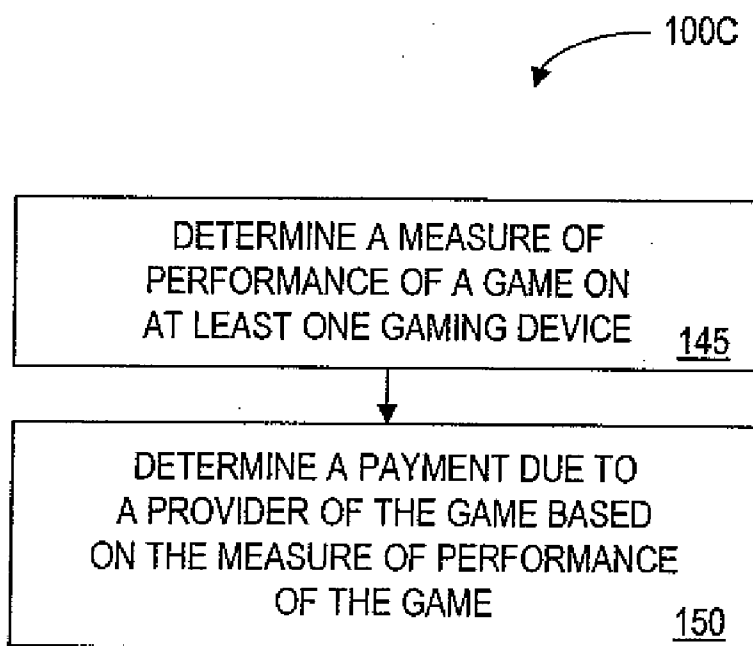 100C
DETERMINE A MEASURE OF
PERFORMANCE OF A GAME ON
AT LEAST ONE GAMING DEVICE
145
DETERMINE A PAYMENT DUE TO
A PROVIDER OF THE GAME BASED
ON THE MEASURE OF PERFORMANCE
OF THE GAME
150